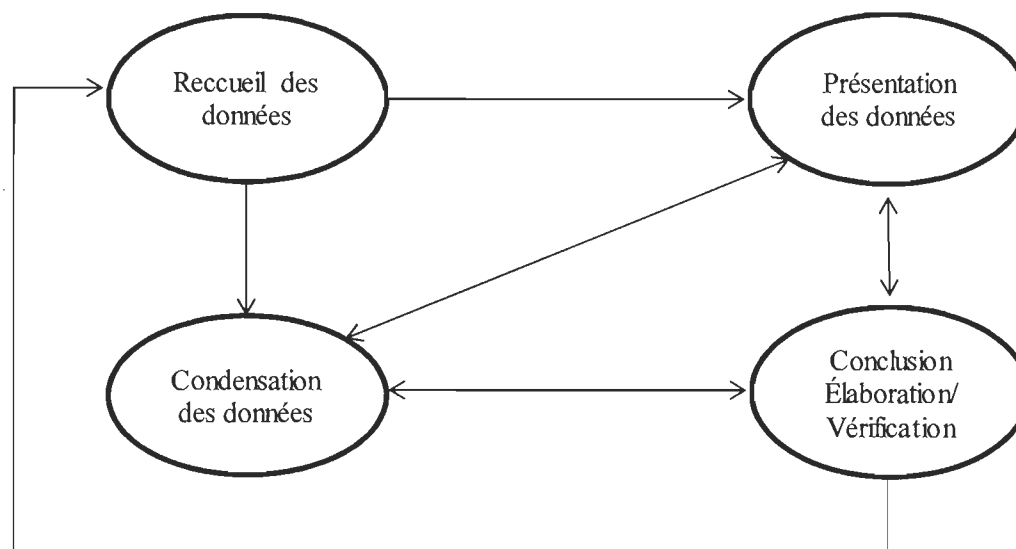 Reccueil des
données
Présentation
des données
Condensation
des données
Conclusion
Élaboration/
Vérification